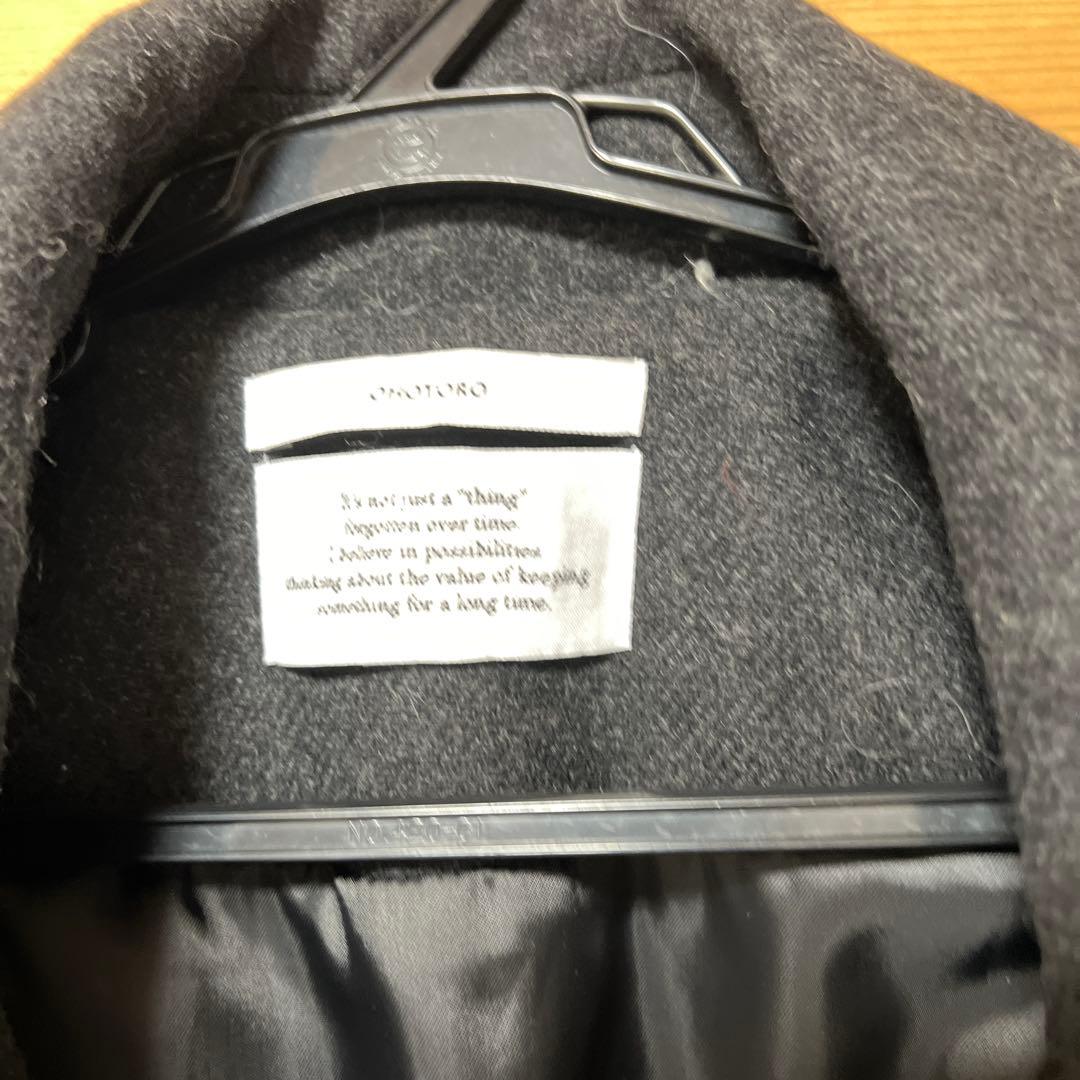 OHOTORO
It's not just a "thing"
forgotten over time.
I believe in possibilities
thinking about the value of keeping
something for a long time.